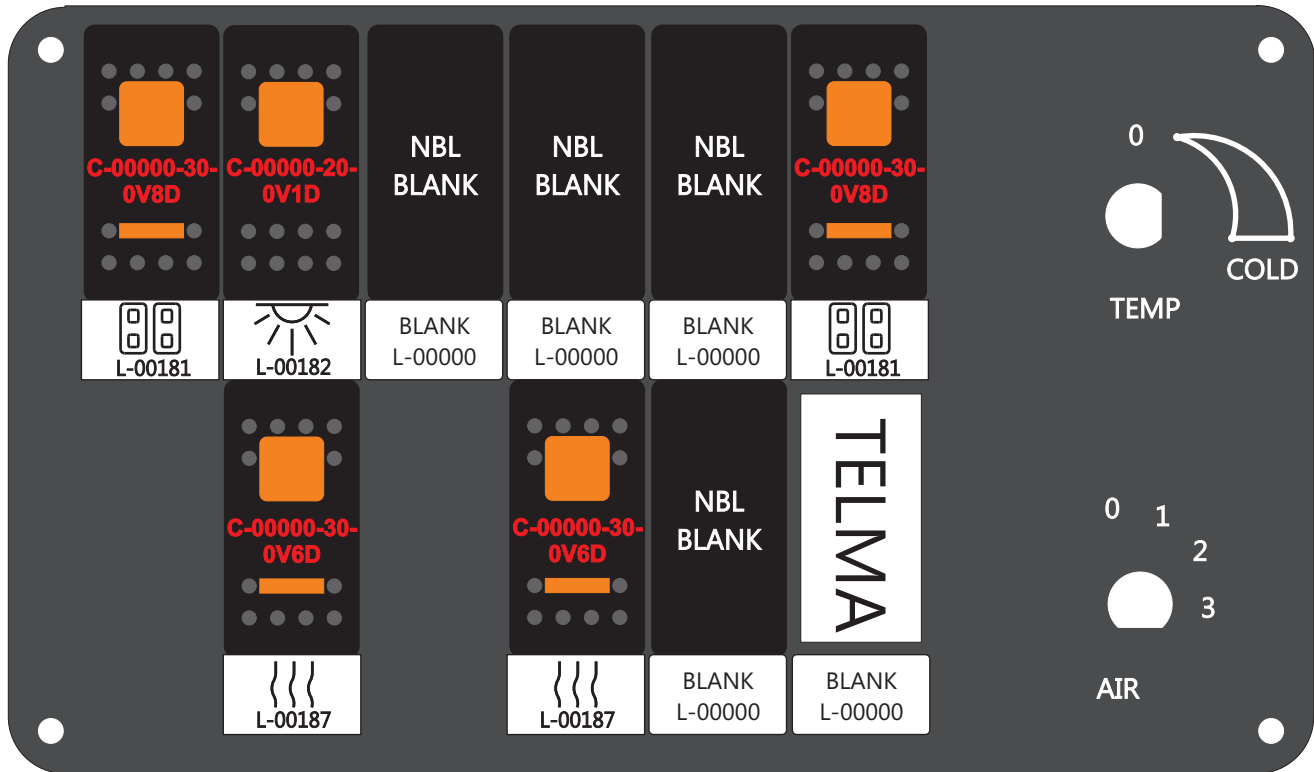 C-00000-30-
0V8D
C-00000-20-
0V1D
NBL
BLANK
NBL
BLANK
NBL
BLANK
C-00000-30-
0V8D
0
COLD
TEMP
L-00181
L-00182
BLANK
L-00000
BLANK
L-00000
BLANK
L-00000
L-00181
C-00000-30-
0V6D
C-00000-30-
0V6D
NBL
BLANK
TELMA
0
1
2
3
AIR
L-00187
L-00187
BLANK
L-00000
BLANK
L-00000